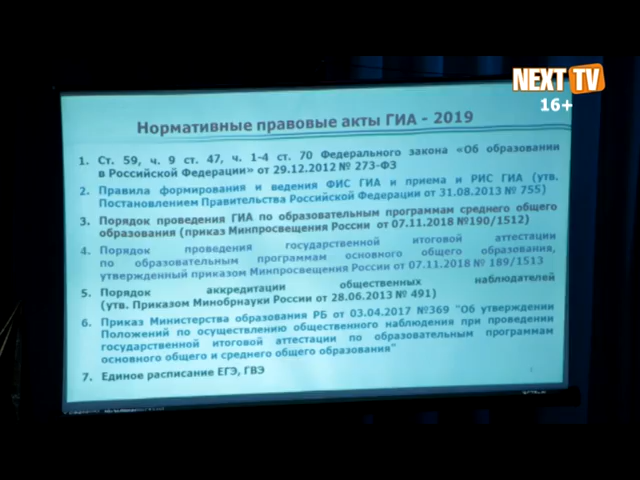 NEXT TV
16+
Нормативные правовые акты ГИА - 2019
1. Ст. 59, ч. 9 ст. 47, ч. 1-4 ст. 70 Федерального закона «Об образовании
в Российской Федерации» от 29.12.2012 № 273-ФЗ
2. Правила формирования и ведения ФИС ГИА и приема и РИС ГИА (утв.
Постановлением Правительства Российской Федерации от 31.08.2013 № 755)
3. Порядок проведения ГИА по образовательным программам среднего общего
образования (приказ Минпросвещения России от 07.11.2018 №190/1512)
4. Порядок проведения государственной итоговой аттестации
по образовательным программам основного общего образования,
утвержденный приказом Минпросвещения России от 07.11.2018 № 189/1513
5. Порядок аккредитации общественных наблюдателей
(утв. Приказом Минобрнауки России от 28.06.2013 № 491)
6. Приказ Министерства образования РБ от 03.04.2017 №369 "Об утверждении
Положений по осуществлению общественного наблюдения при проведении
государственной итоговой аттестации по образовательным программам
основного общего и среднего общего образования"
7. Единое расписание ЕГЭ, ГВЭ